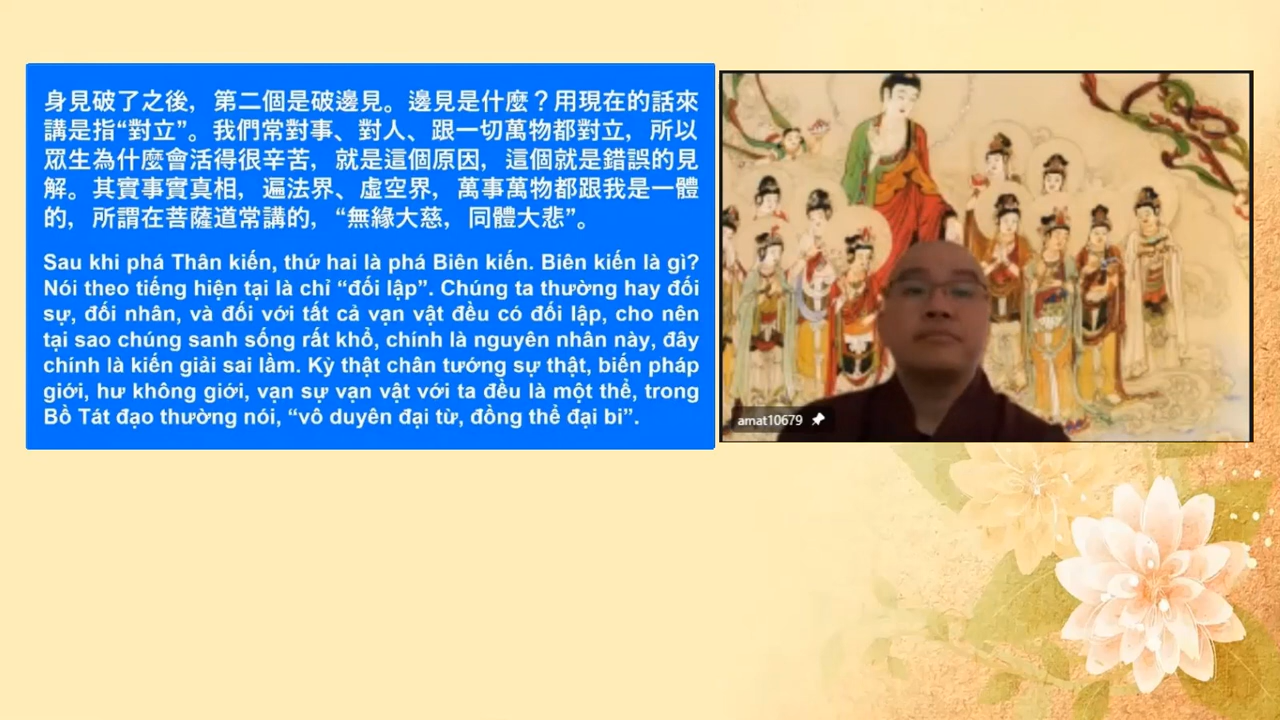 身見破了之後，第二個是破邊見。邊見是什麼？用現在的話來
講是指“對立”。我們常對事、對人、跟一切萬物都對立，所以
眾生為什麼會活得很辛苦，就是這個原因，這個就是錯誤的見
解。其實事實真相，遍法界、虛空界，萬事萬物都跟我是一體
的，所謂在菩薩道常講的，“無緣大慈，同體大悲”。
Sau khi phá Thân kiến, thứ hai là phá Biên kiến. Biên kiến là gì?
Nói theo tiếng hiện tại là chỉ “đối lập”. Chúng ta thường hay đối
sự, đối nhân, và đối với tất cả vạn vật đều có đối lập, cho nên
tại sao chúng sanh sống rất khổ, chính là nguyên nhân này, đây
chính là kiến giải sai lầm. Kỳ thật chân tướng sự thật, biến pháp
giới, hư không giới, vạn sự vạn vật với ta đều là một thể, trong
Bồ Tát đạo thường nói, “vô duyên đại từ, đồng thể đại bi”.
amat10679